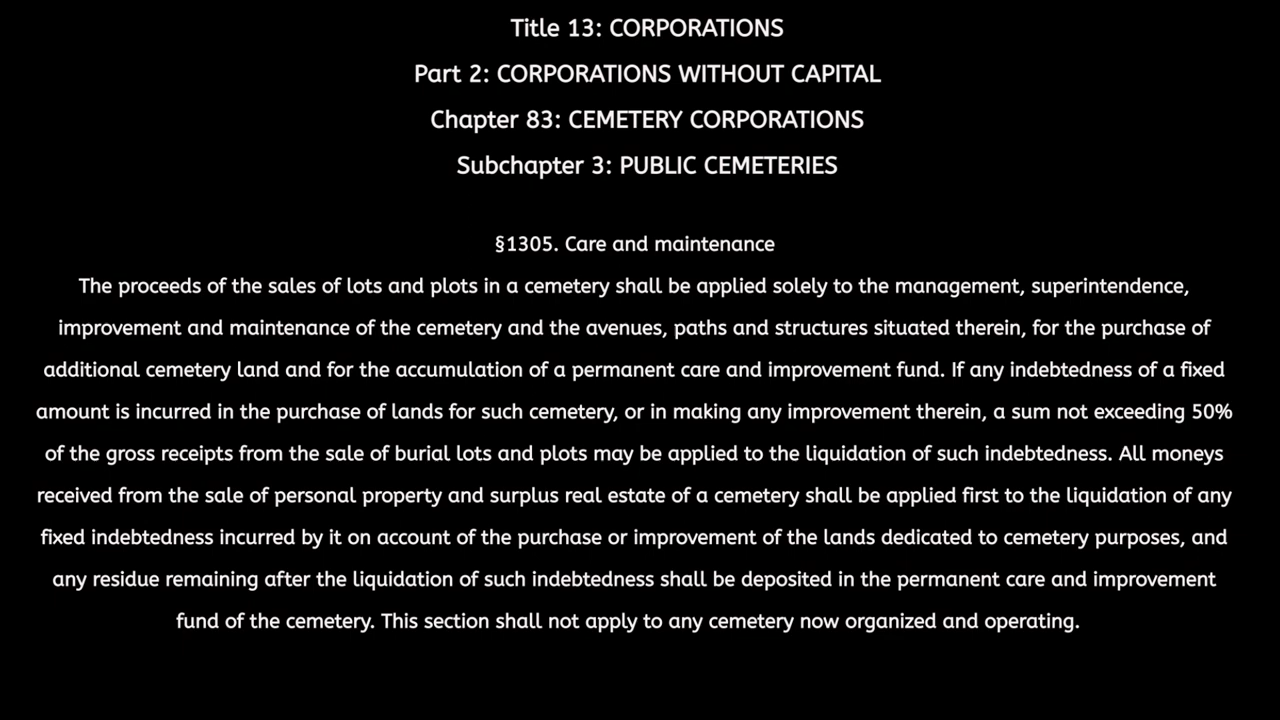 Title 13: CORPORATIONS
Part 2: CORPORATIONS WITHOUT CAPITAL
Chapter 83: CEMETERY CORPORATIONS
Subchapter 3: PUBLIC CEMETERIES
§1305. Care and maintenance
The proceeds of the sales of lots and plots in a cemetery shall be applied solely to the management, superintendence,
improvement and maintenance of the cemetery and the avenues, paths and structures situated therein, for the purchase of
additional cemetery land and for the accumulation of a permanent care and improvement fund. If any indebtedness of a fixed
amount is incurred in the purchase of lands for such cemetery, or in making any improvement therein, a sum not exceeding 50%
of the gross receipts from the sale of burial lots and plots may be applied to the liquidation of such indebtedness. All moneys
received from the sale of personal property and surplus real estate of a cemetery shall be applied first to the liquidation of any
fixed indebtedness incurred by it on account of the purchase or improvement of the lands dedicated to cemetery purposes, and
any residue remaining after the liquidation of such indebtedness shall be deposited in the permanent care and improvement
fund of the cemetery. This section shall not apply to any cemetery now organized and operating.